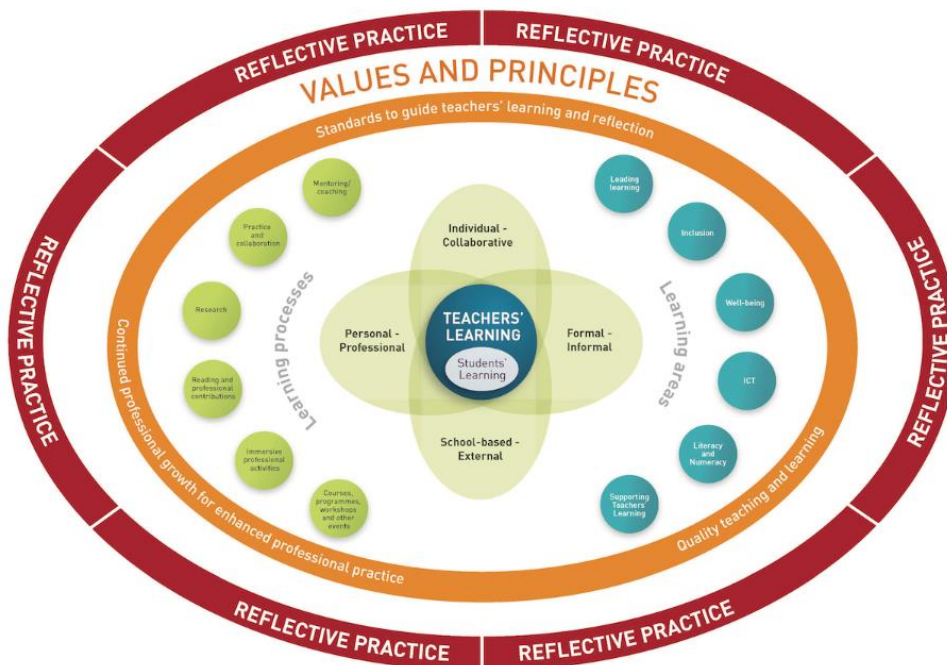 REFLECTIVE PRACTICE
REFLECTIVE PRACTICE
REFLECTIVE PRACTICE
REFLECTIVE PRACTICE
REFLECTIVE PRACTICE
REFLECTIVE PRACTICE
VALUES AND PRINCIPLES
Standards to guide teachers' learning and reflection
Continued professional growth for enhanced professional practice
Quality teaching and learning
Learning processes
Mentoring/
coaching
Practice
and
collaboration
Research
Reading and
professional
contributions
Immersive
professional
activities
Courses,
programmes,
workshops
and other
events
Individual -
Collaborative
Personal -
Professional
TEACHERS'
LEARNING
Students'
Learning
Formal -
Informal
School-based -
External
Learning areas
Leading
learning
Inclusion
Well-being
ICT
Literacy
and
Numeracy
Supporting
Teachers'
Learning